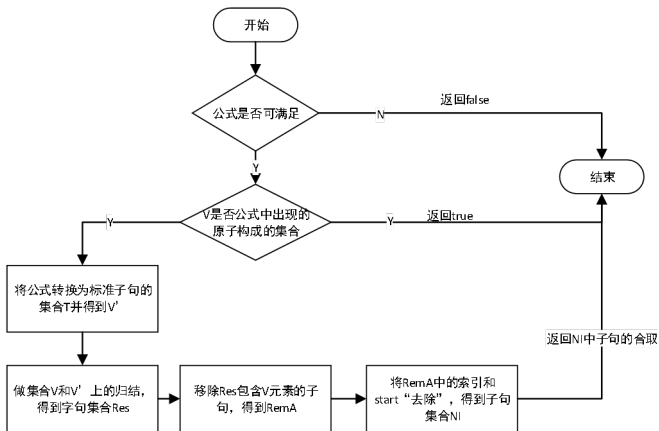 开始
公式是否可满足
N
返回false
结束
Y
V是否公式中出现的
原子构成的集合
Y
Y
返回true
将公式转换为标准子句的
集合T并得到V’
返回NI中子句的合取
做集合V和V’上的归结，
得到字句集合Res
移除Res包含V元素的子
句，得到RemA
将RemA中的索引和
start“去除”，得到子句
集合NI